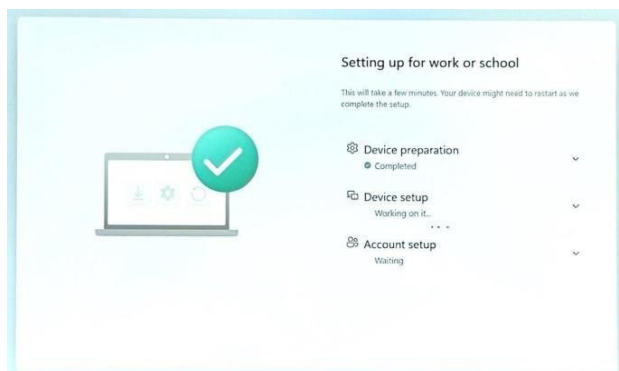 Setting up for work or school
This will take a few minutes. Your device might need to restart as we
complete the setup.
Device preparation
Completed
Device setup
Working on it...
Account setup
Waiting